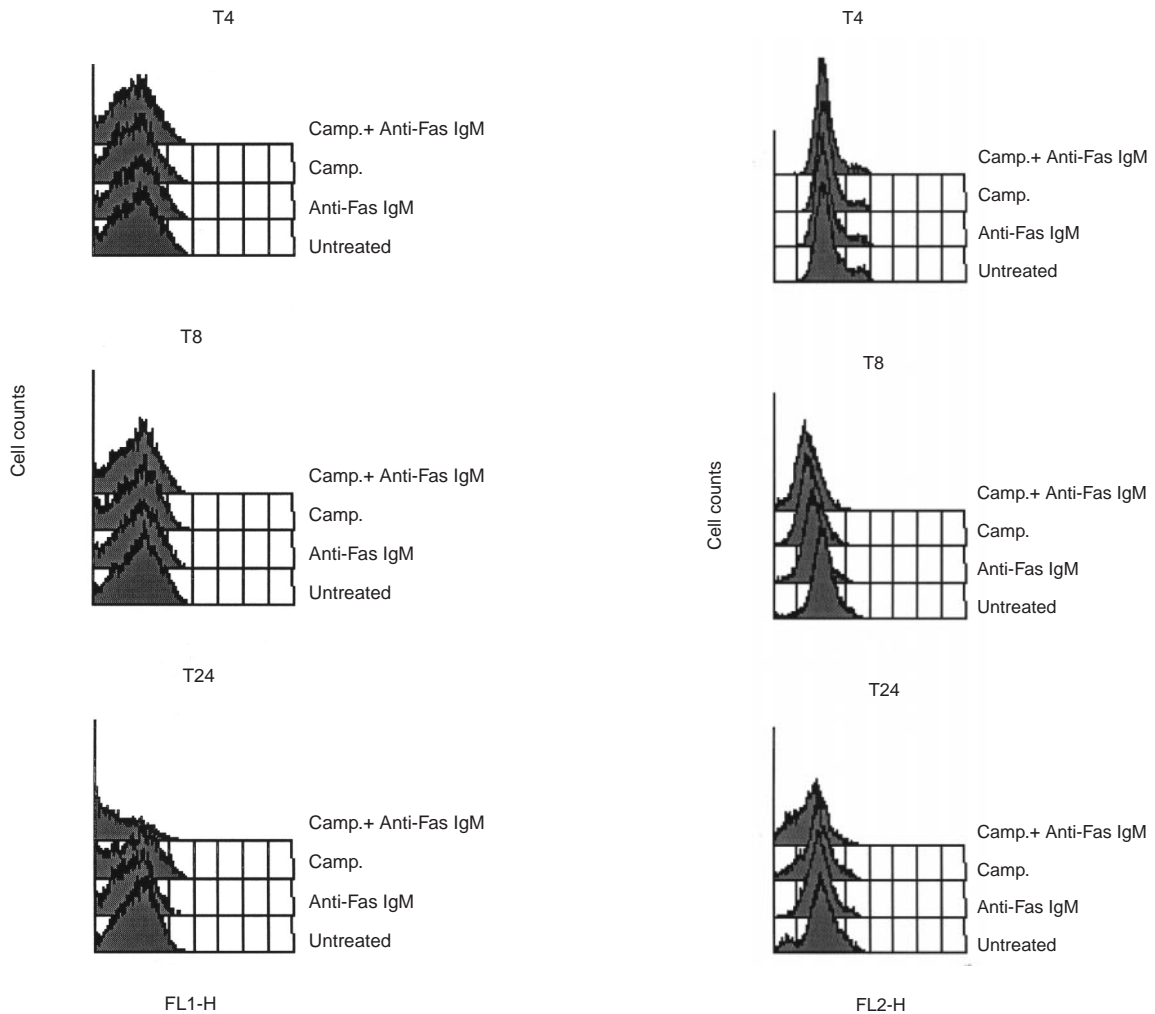 T4
Camp.+ Anti-Fas IgM
Camp.
Anti-Fas IgM
Untreated
T8
Cell counts
Camp.+ Anti-Fas IgM
Camp.
Anti-Fas IgM
Untreated
T24
Camp.+ Anti-Fas IgM
Camp.
Anti-Fas IgM
Untreated
FL1-H
T4
Camp.+ Anti-Fas IgM
Camp.
Anti-Fas IgM
Untreated
T8
Cell counts
Camp.+ Anti-Fas IgM
Camp.
Anti-Fas IgM
Untreated
T24
Camp.+ Anti-Fas IgM
Camp.
Anti-Fas IgM
Untreated
FL2-H